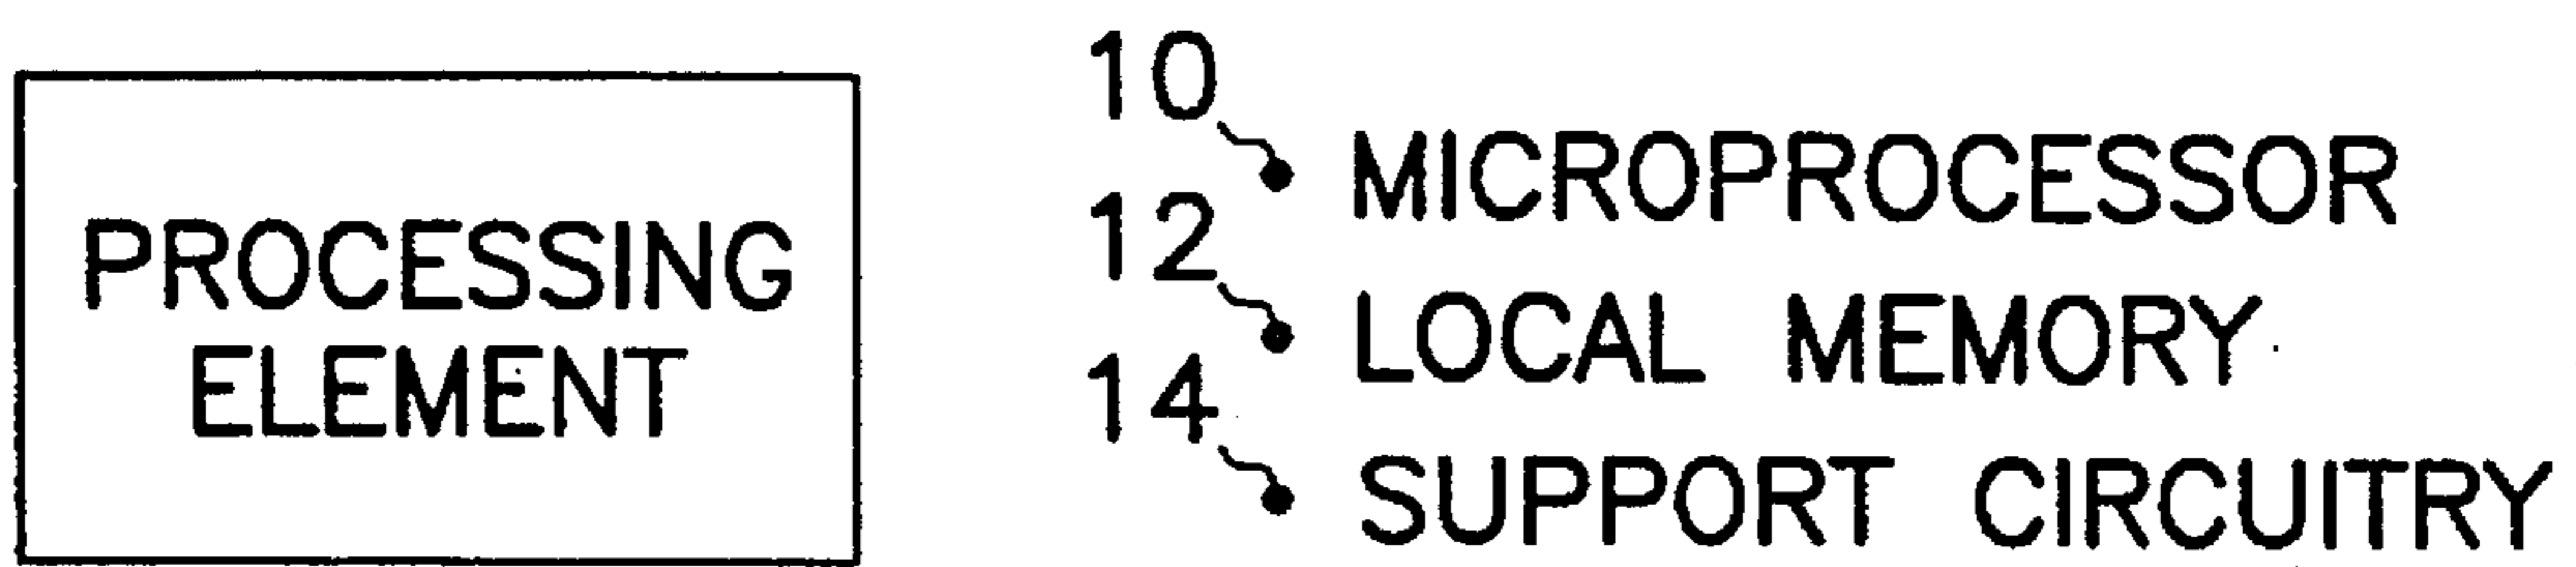 PROCESSING
ELEMENT
10
MICROPROCESSOR
12
LOCAL MEMORY
14
SUPPORT CIRCUITRY